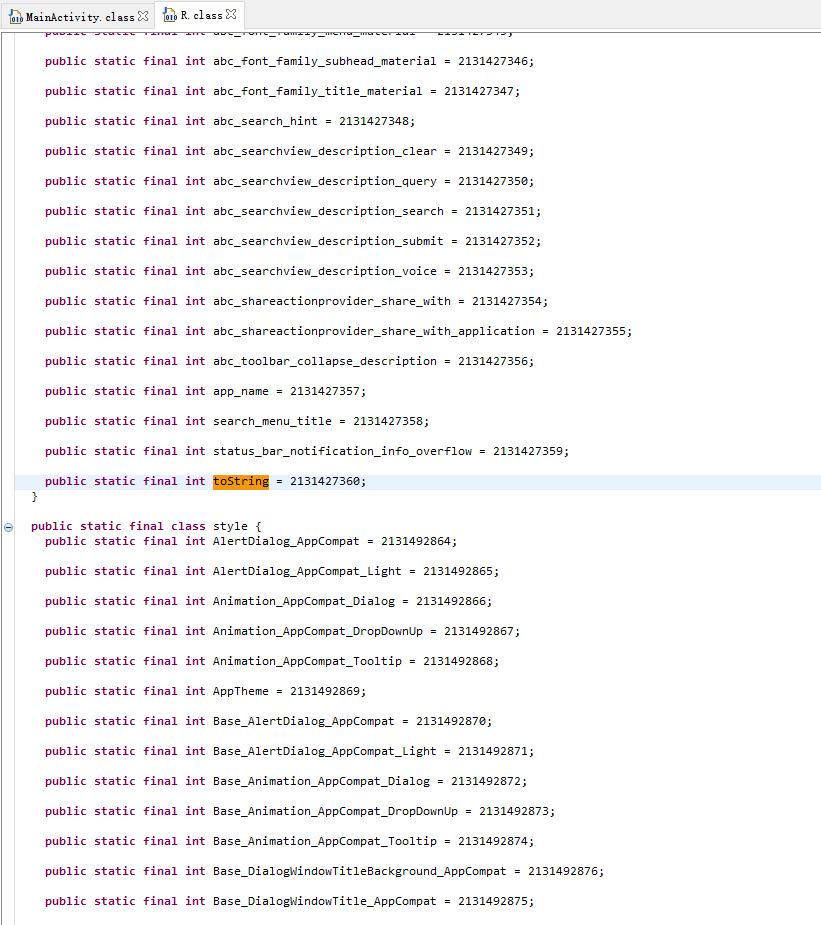 MainActivity.class
R.class
public static final int abc_font_family_menu_material = 2131427345;
public static final int abc_font_family_subhead_material = 2131427346;
public static final int abc_font_family_title_material = 2131427347;
public static final int abc_search_hint = 2131427348;
public static final int abc_searchview_description_clear = 2131427349;
public static final int abc_searchview_description_query = 2131427350;
public static final int abc_searchview_description_search = 2131427351;
public static final int abc_searchview_description_submit = 2131427352;
public static final int abc_searchview_description_voice = 2131427353;
public static final int abc_shareactionprovider_share_with = 2131427354;
public static final int abc_shareactionprovider_share_with_application = 2131427355;
public static final int abc_toolbar_collapse_description = 2131427356;
public static final int app_name = 2131427357;
public static final int search_menu_title = 2131427358;
public static final int status_bar_notification_info_overflow = 2131427359;
public static final int toString = 2131427360;
}
public static final class style {
public static final int AlertDialog_AppCompat = 2131492864;
public static final int AlertDialog_AppCompat_Light = 2131492865;
public static final int Animation_AppCompat_Dialog = 2131492866;
public static final int Animation_AppCompat_DropDownUp = 2131492867;
public static final int Animation_AppCompat_Tooltip = 2131492868;
public static final int AppTheme = 2131492869;
public static final int Base_AlertDialog_AppCompat = 2131492870;
public static final int Base_AlertDialog_AppCompat_Light = 2131492871;
public static final int Base_Animation_AppCompat_Dialog = 2131492872;
public static final int Base_Animation_AppCompat_DropDownUp = 2131492873;
public static final int Base_Animation_AppCompat_Tooltip = 2131492874;
public static final int Base_DialogWindowTitleBackground_AppCompat = 2131492876;
public static final int Base_DialogWindowTitle_AppCompat = 2131492875;